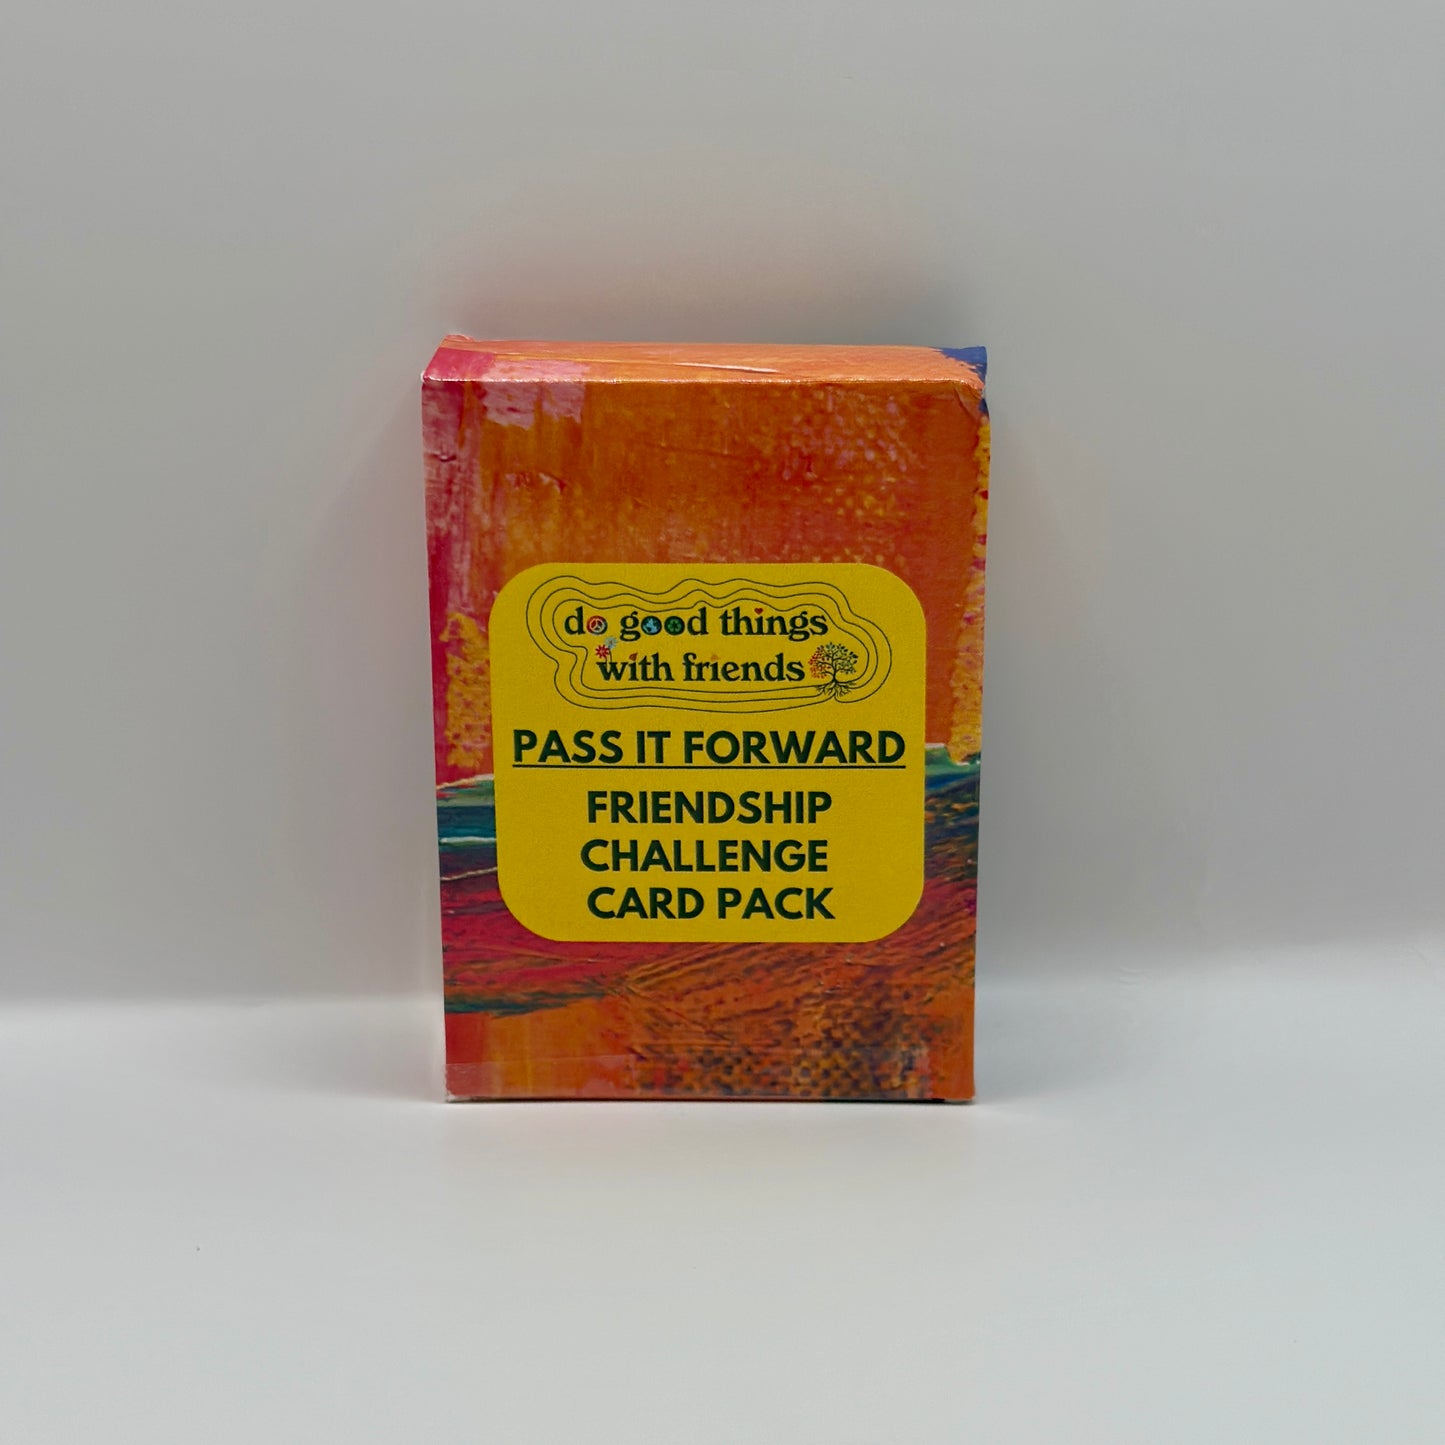 do good things
with friends
PASS IT FORWARD
FRIENDSHIP
CHALLENGE
CARD PACK